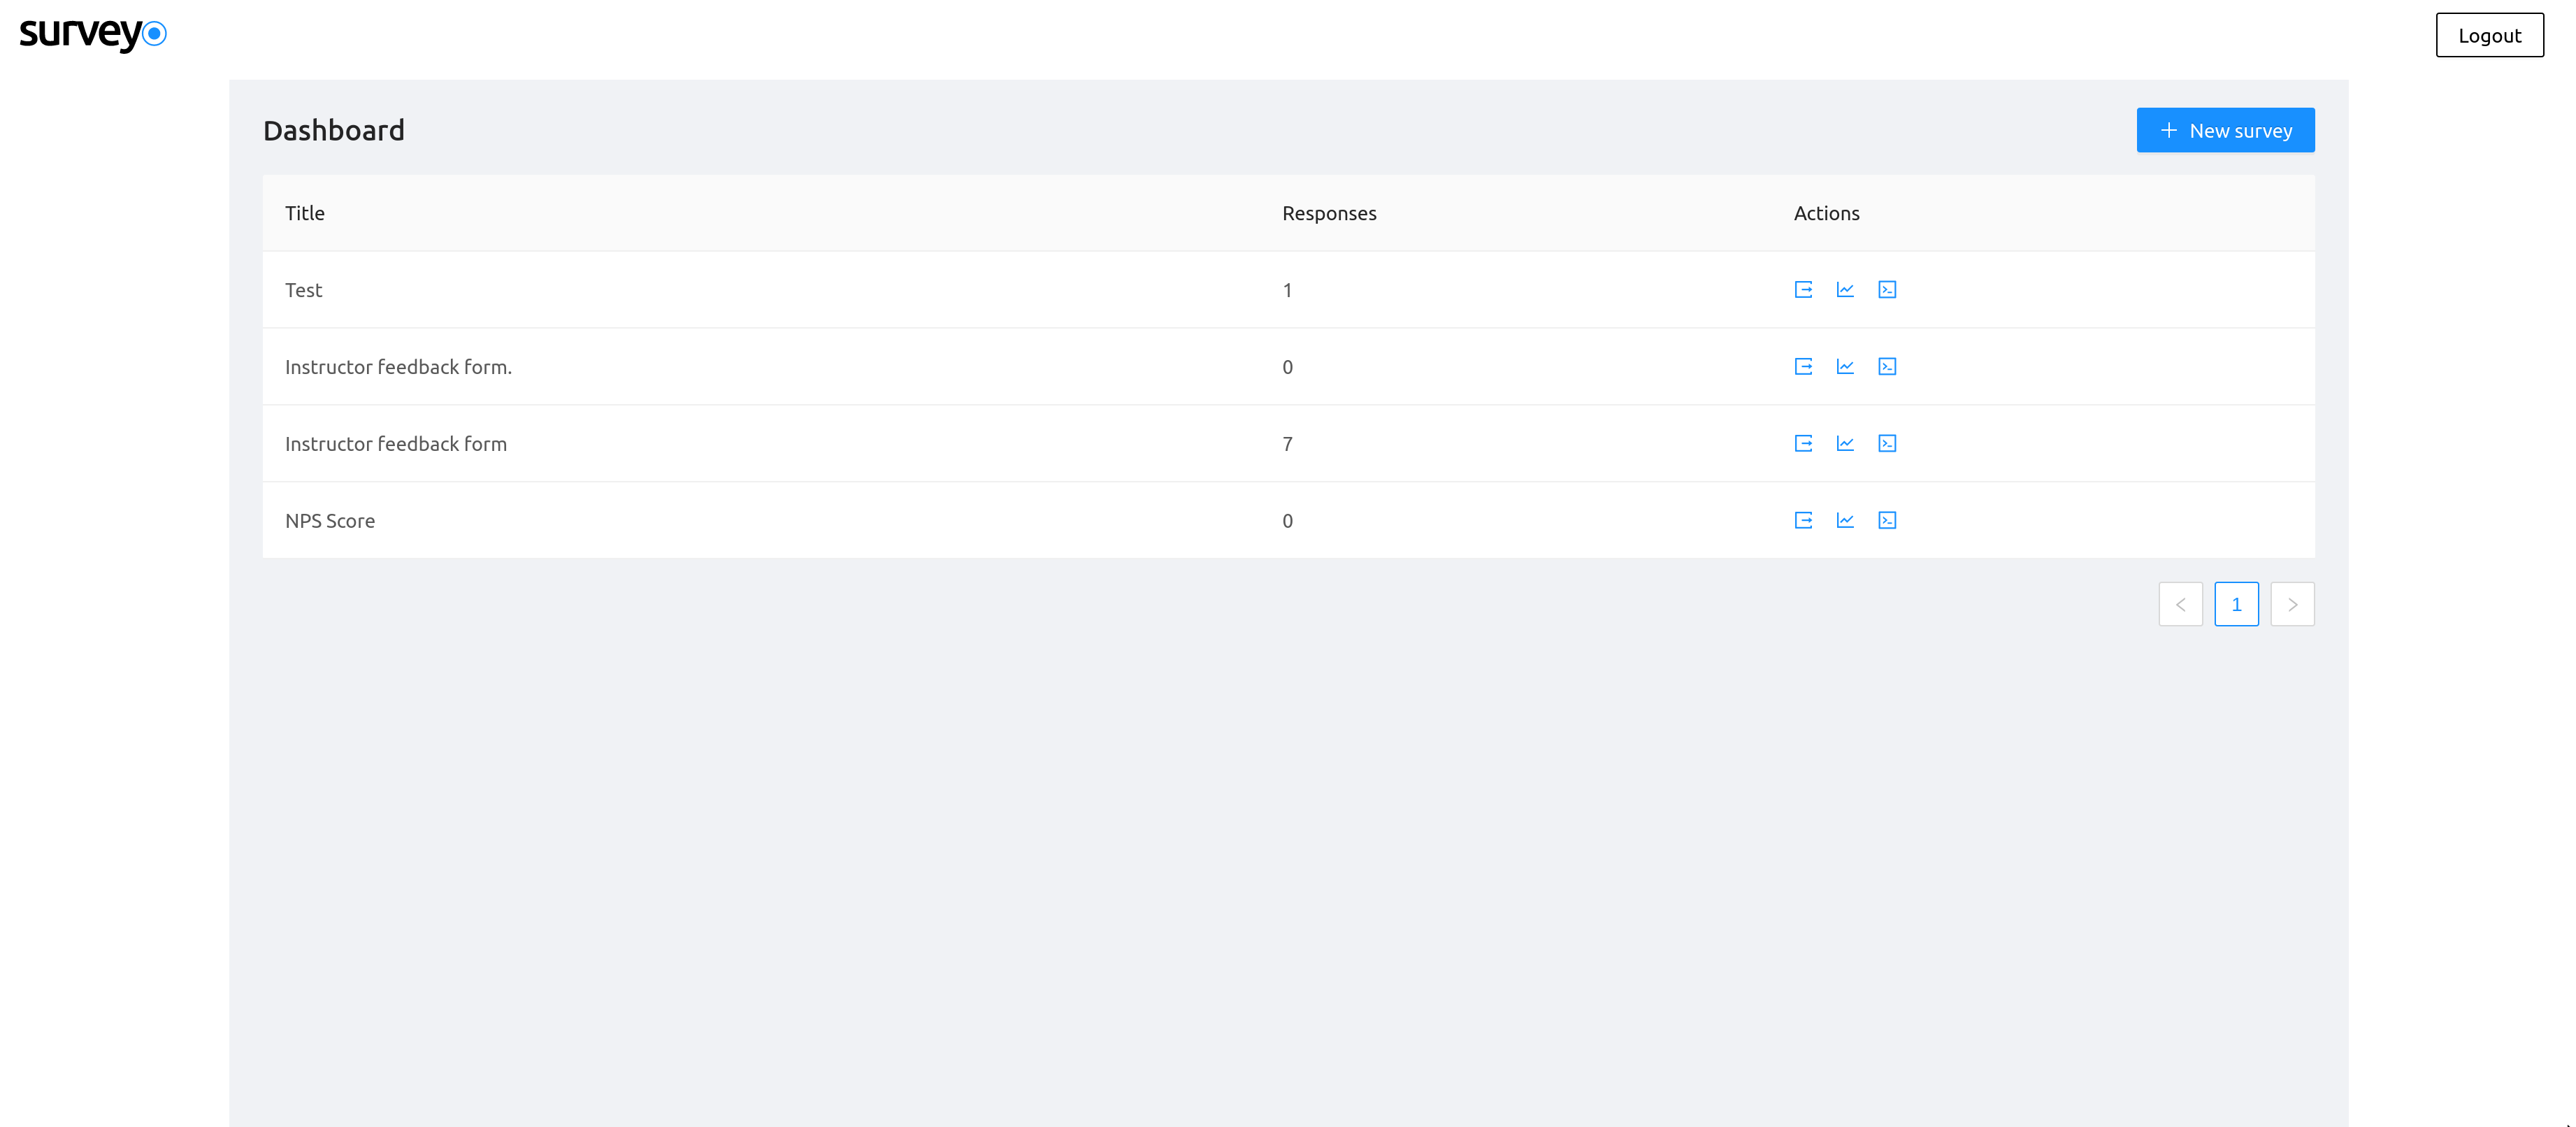 surveyo
Logout
Dashboard
New survey
Title Responses Actions
Test 1
Instructor feedback form. 0
Instructor feedback form 7
NPS Score 0
1